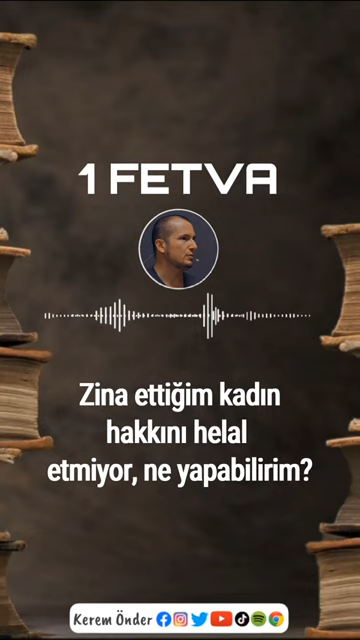 1 FETVA
Zina ettiğim kadın
hakkını helal
etmiyor, ne yapabilirim?
Kerem Önder